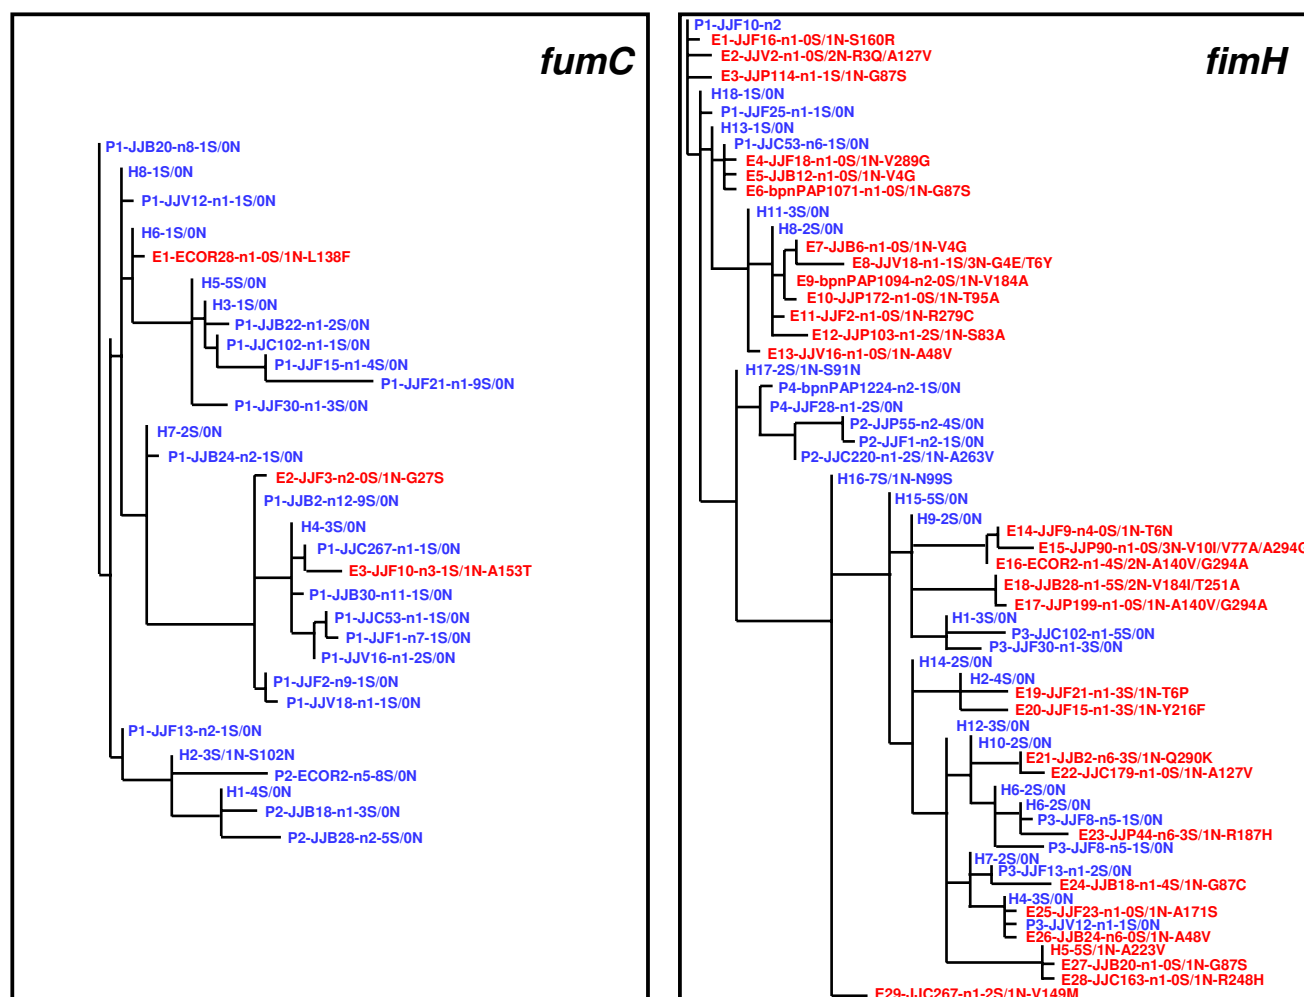 fumC
P1-JJB20-n8-1S/0N
H8-1S/0N
P1-JJV12-n1-1S/0N
H6-1S/0N
E1-ECOR28-n1-0S/1N-L138F
H5-5S/0N
H3-1S/0N
P1-JJB22-n1-2S/0N
P1-JJC102-n1-1S/0N
P1-JJF15-n1-4S/0N
P1-JJF21-n1-9S/0N
P1-JJF30-n1-3S/0N
H7-2S/0N
P1-JJB24-n2-1S/0N
E2-JJF3-n2-0S/1N-G27S
P1-JJB2-n12-9S/0N
H4-3S/0N
P1-JJC267-n1-1S/0N
E3-JJF10-n3-1S/1N-A153T
P1-JJB30-n11-1S/0N
P1-JJC53-n1-1S/0N
P1-JJF1-n7-1S/0N
P1-JJV16-n1-2S/0N
P1-JJF2-n9-1S/0N
P1-JJV18-n1-1S/0N
P1-JJF13-n2-1S/0N
H2-3S/1N-S102N
P2-ECOR2-n5-8S/0N
H1-4S/0N
P2-JJB18-n1-3S/0N
P2-JJB28-n2-5S/0N
fimH
P1-JJF10-n2
E1-JJF16-n1-0S/1N-S160R
E2-JJV2-n1-0S/2N-R3Q/A127V
E3-JJP114-n1-1S/1N-G87S
H18-1S/0N
P1-JJF25-n1-1S/0N
H13-1S/0N
P1-JJC53-n6-1S/0N
E4-JJF18-n1-0S/1N-V289G
E5-JJB12-n1-0S/1N-V4G
E6-bpnPAP1071-n1-0S/1N-G87S
H11-3S/0N
H8-2S/0N
E7-JJB6-n1-0S/1N-V4G
E8-JJV18-n1-1S/3N-G4E/T6Y
E9-bpnPAP1094-n2-0S/1N-V184A
E10-JJP172-n1-0S/1N-T95A
E11-JJF2-n1-0S/1N-R279C
E12-JJP103-n1-2S/1N-S83A
E13-JJV16-n1-0S/1N-A48V
H17-2S/1N-S91N
P4-bpnPAP1224-n2-1S/0N
P4-JJF28-n1-2S/0N
P2-JJP55-n2-4S/0N
P2-JJF1-n2-1S/0N
P2-JJC220-n1-2S/1N-A263V
H16-7S/1N-N99S
H15-5S/0N
H9-2S/0N
E14-JJF9-n4-0S/1N-T6N
E15-JJP90-n1-0S/3N-V10I/V77A/A294G
E16-ECOR2-n1-4S/2N-A140V/G294A
E18-JJB28-n1-5S/2N-V184I/T251A
E17-JJP199-n1-0S/1N-A140V/G294A
H1-3S/0N
P3-JJC102-n1-5S/0N
P3-JJF30-n1-3S/0N
H14-2S/0N
H2-4S/0N
E19-JJF21-n1-3S/1N-T6P
E20-JJF15-n1-3S/1N-Y216F
H12-3S/0N
H10-2S/0N
E21-JJB2-n6-3S/1N-Q290K
E22-JJC179-n1-0S/1N-A127V
H6-2S/0N
H6-2S/0N
P3-JJF8-n5-1S/0N
E23-JJP44-n6-3S/1N-R187H
P3-JJF8-n5-1S/0N
H7-2S/0N
P3-JJF13-n1-2S/0N
E24-JJB18-n1-4S/1N-G87C
H4-3S/0N
E25-JJF23-n1-0S/1N-A171S
P3-JJV12-n1-1S/0N
E26-JJB24-n6-0S/1N-A48V
H5-5S/1N-A223V
E27-JJB20-n1-0S/1N-G87S
E28-JJC163-n1-0S/1N-R248H
E29-JJC267-n1-2S/1N-V149M